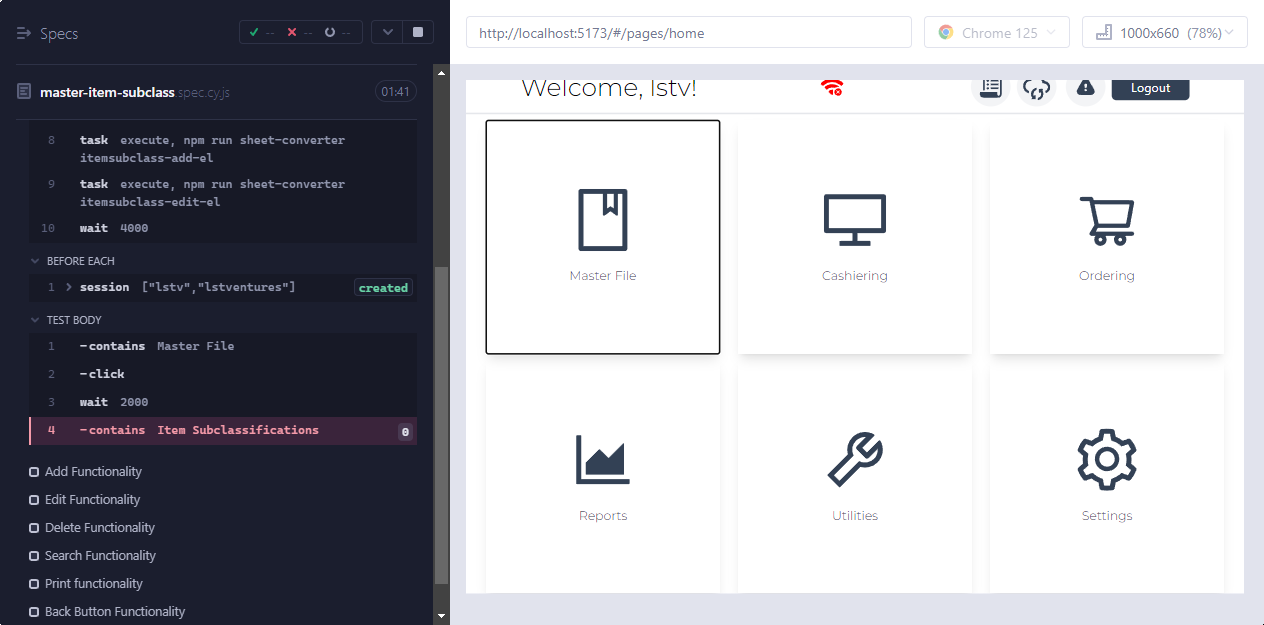 Specs
-- -- --
master-item-subclass.spec.cy.js 01:41
8 task execute, npm run sheet-converter
itemsubclass-add-el
9 task execute, npm run sheet-converter
itemsubclass-edit-el
10 wait 4000
BEFORE EACH
1 session ["lstv","lstventures"] created
TEST BODY
1 -contains Master File
2 -click
3 wait 2000
4 -contains Item Subclassifications 0
Add Functionality
Edit Functionality
Delete Functionality
Search Functionality
Print functionality
Back Button Functionality
http://localhost:5173/#/pages/home
Chrome 125
1000x660 (78%)
Welcome, lstv!
Logout
Master File
Cashiering
Ordering
Reports
Utilities
Settings